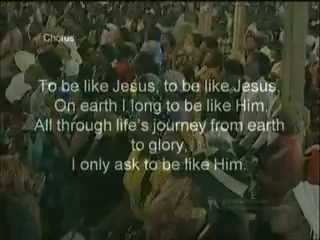 Chorus
To be like Jesus, to be like Jesus,
On earth I long to be like Him.
All through life's journey from earth
to glory,
I only ask to be like Him.